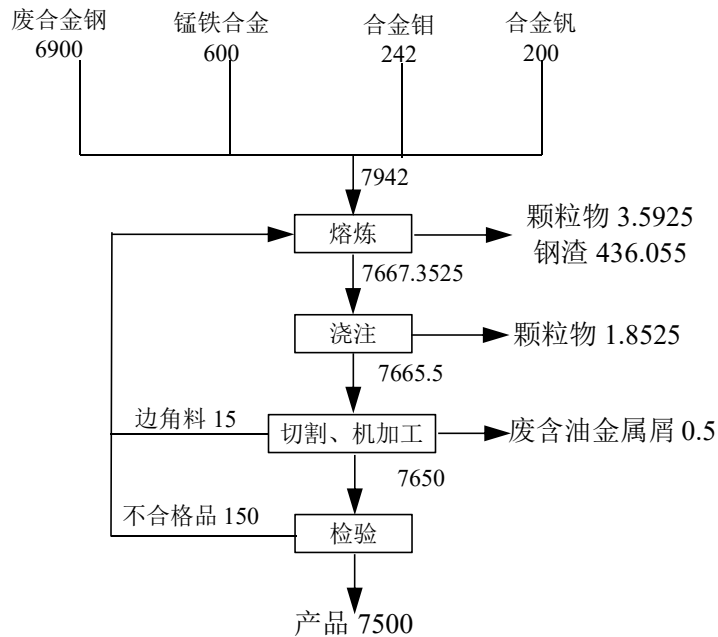 废合金钢
6900
锰铁合金
600
合金钼
242
合金钒
200
7942
熔炼
颗粒物 3.5925
钢渣 436.055
7667.3525
浇注
颗粒物 1.8525
7665.5
边角料 15
切割、机加工
废含油金属屑 0.5
7650
不合格品 150
检验
产品 7500